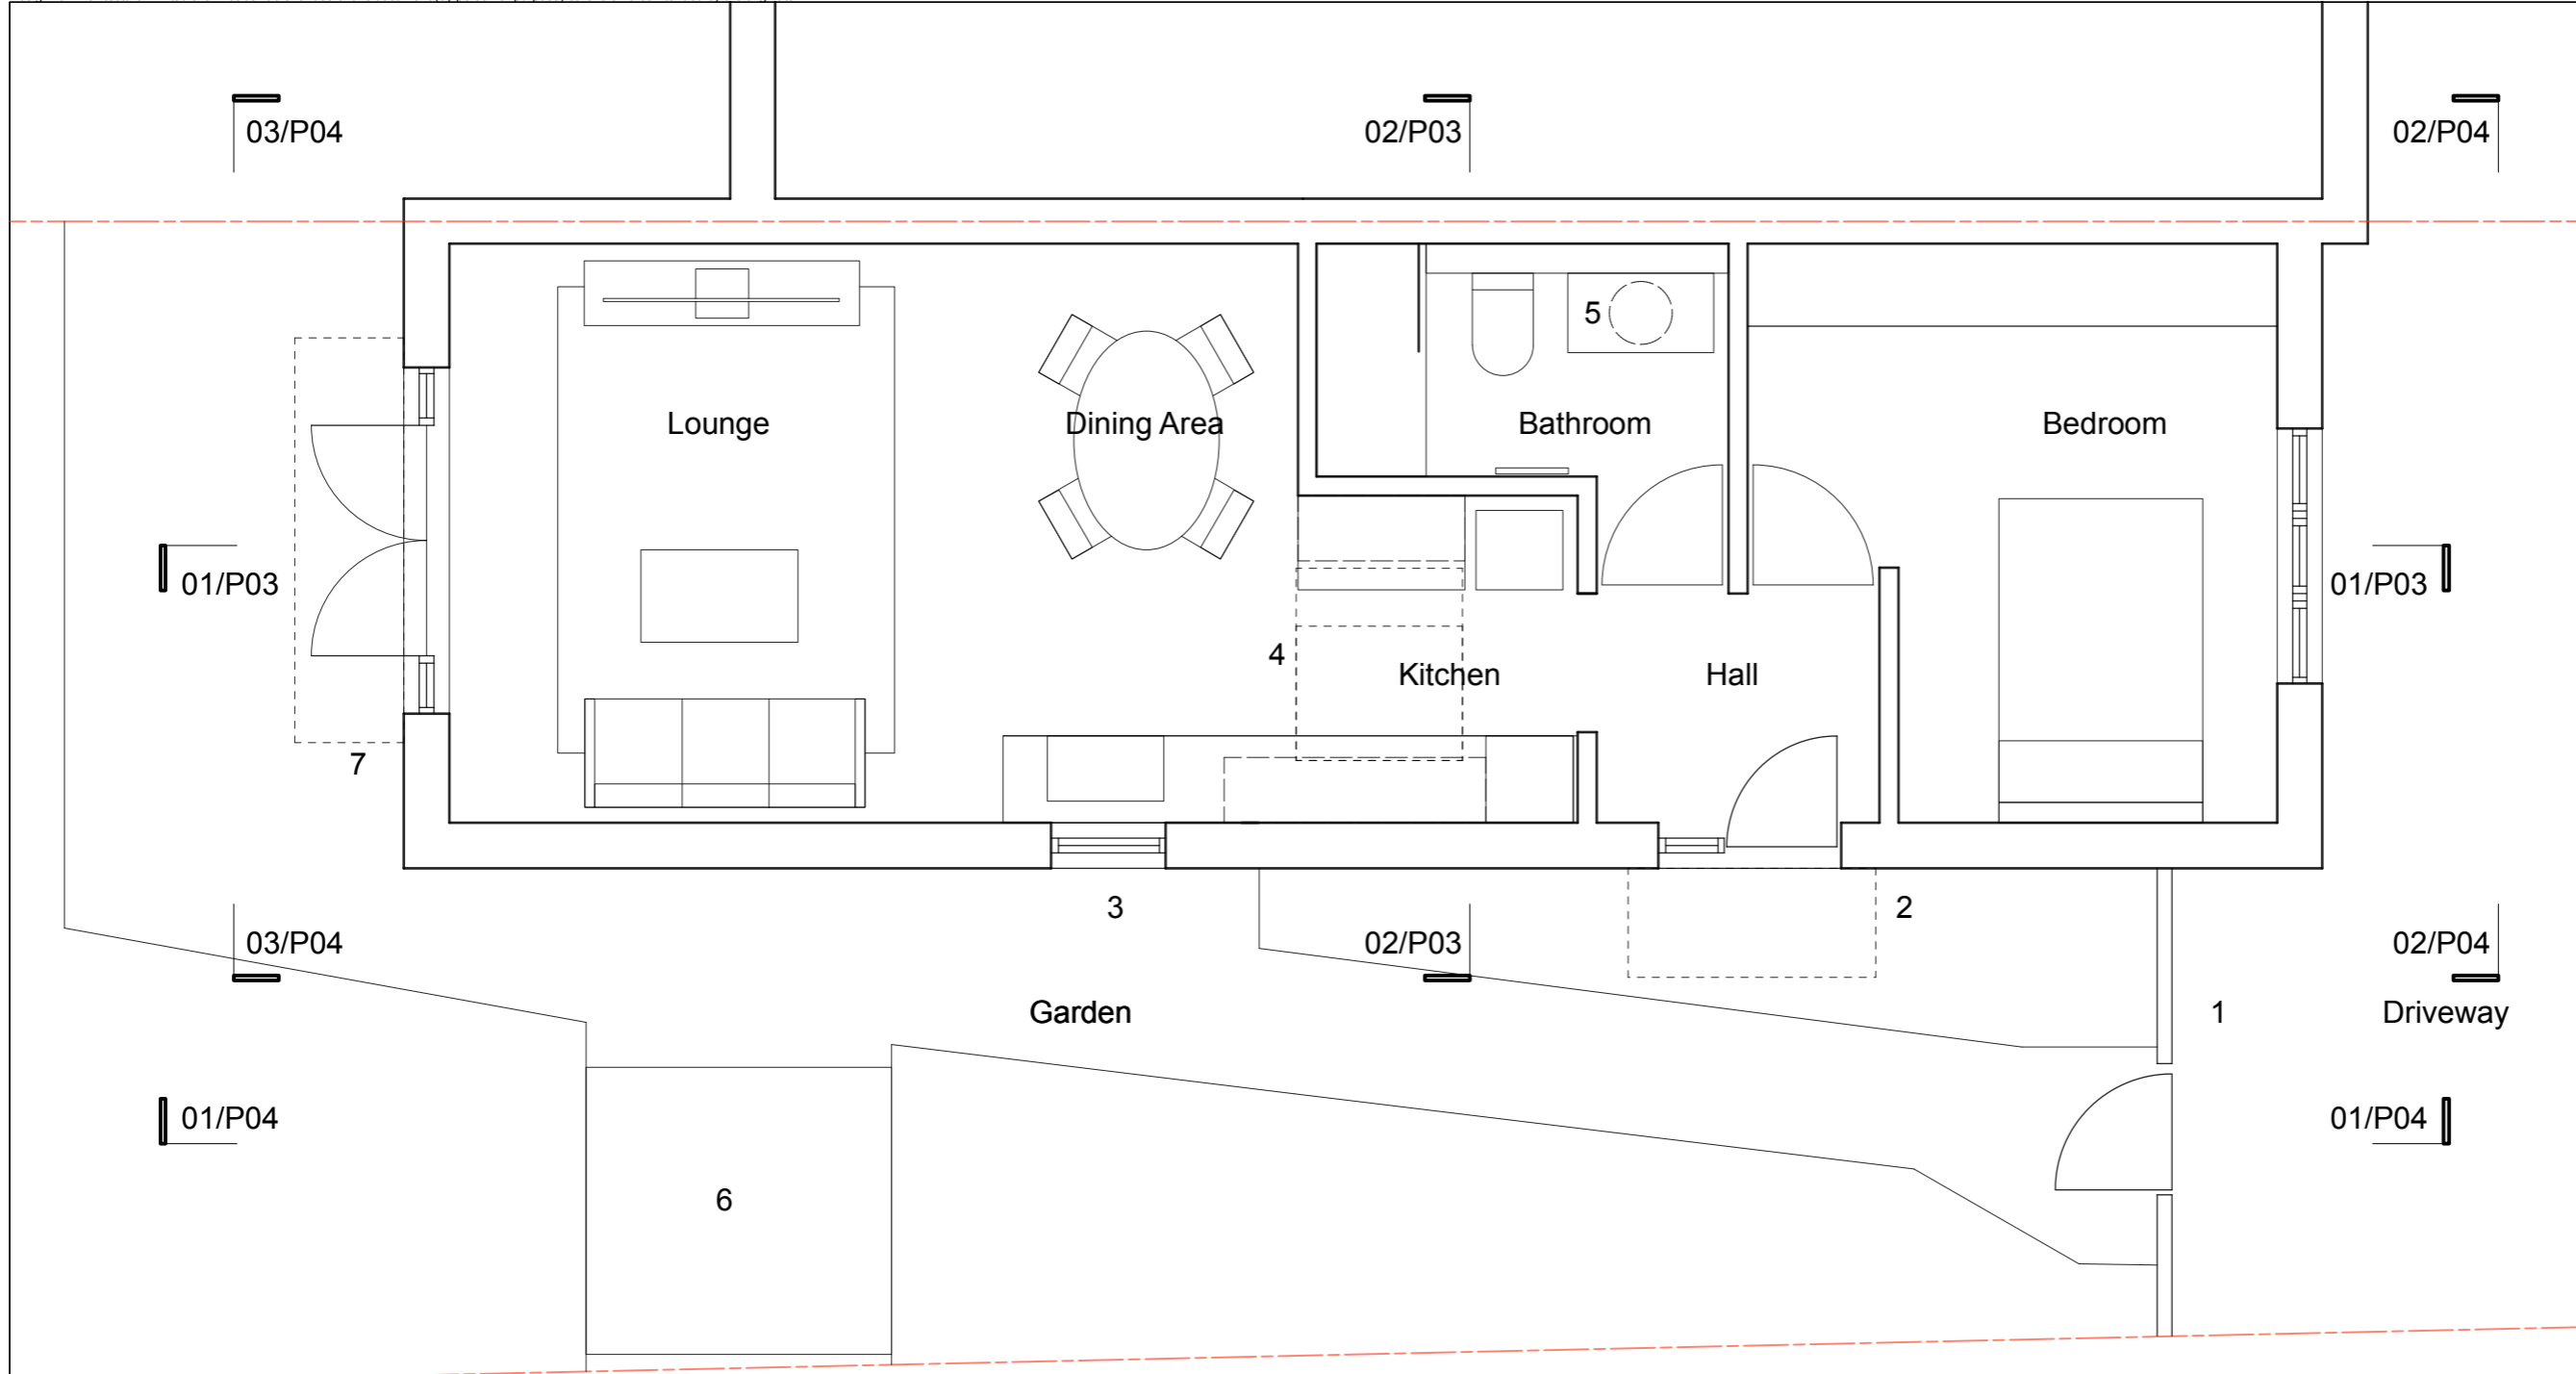 03/P04
02/P03
02/P04
5
Lounge
Dining Area
Bathroom
Bedroom
01/P03
01/P03
4
Kitchen
Hall
7
3
2
03/P04
02/P03
02/P04
Garden
1
Driveway
01/P04
01/P04
6